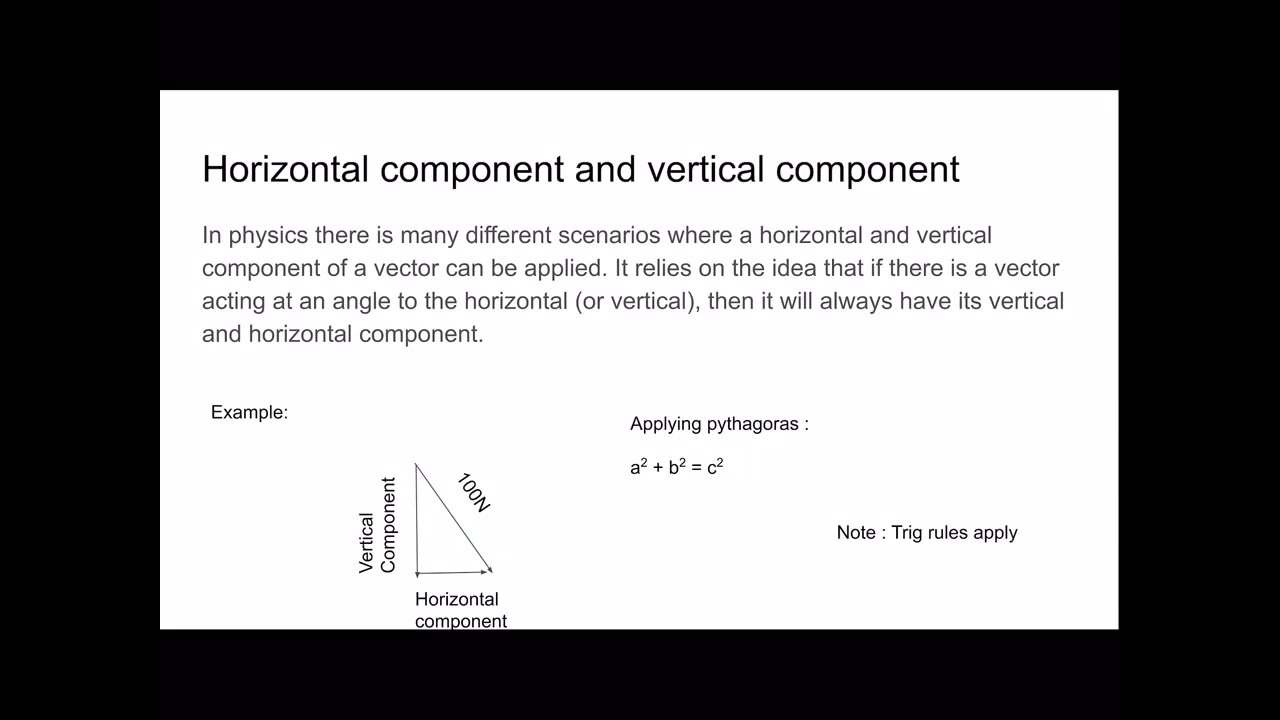 Horizontal component and vertical component
In physics there is many different scenarios where a horizontal and vertical
component of a vector can be applied. It relies on the idea that if there is a vector
acting at an angle to the horizontal (or vertical), then it will always have its vertical
and horizontal component.
Example:
Applying pythagoras :
a² + b² = c²
100N
Vertical
Component
Note : Trig rules apply
Horizontal
component